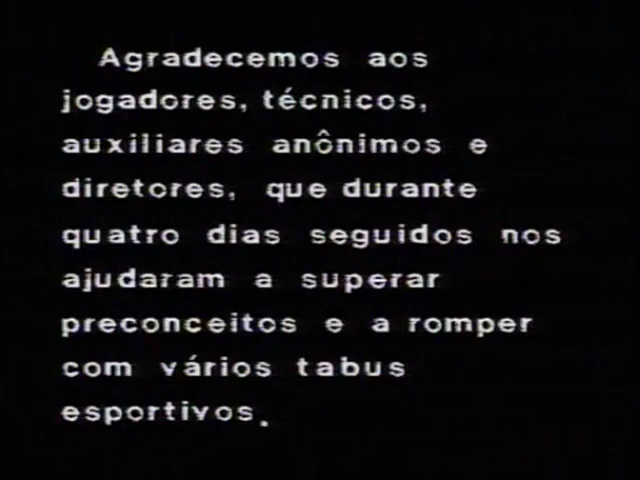 Agradecemos aos
jogadores, técnicos,
auxiliares anônimos e
diretores, que durante
quatro dias seguidos nos
ajudaram a superar
preconceitos e a romper
com vários tabus
esportivos.